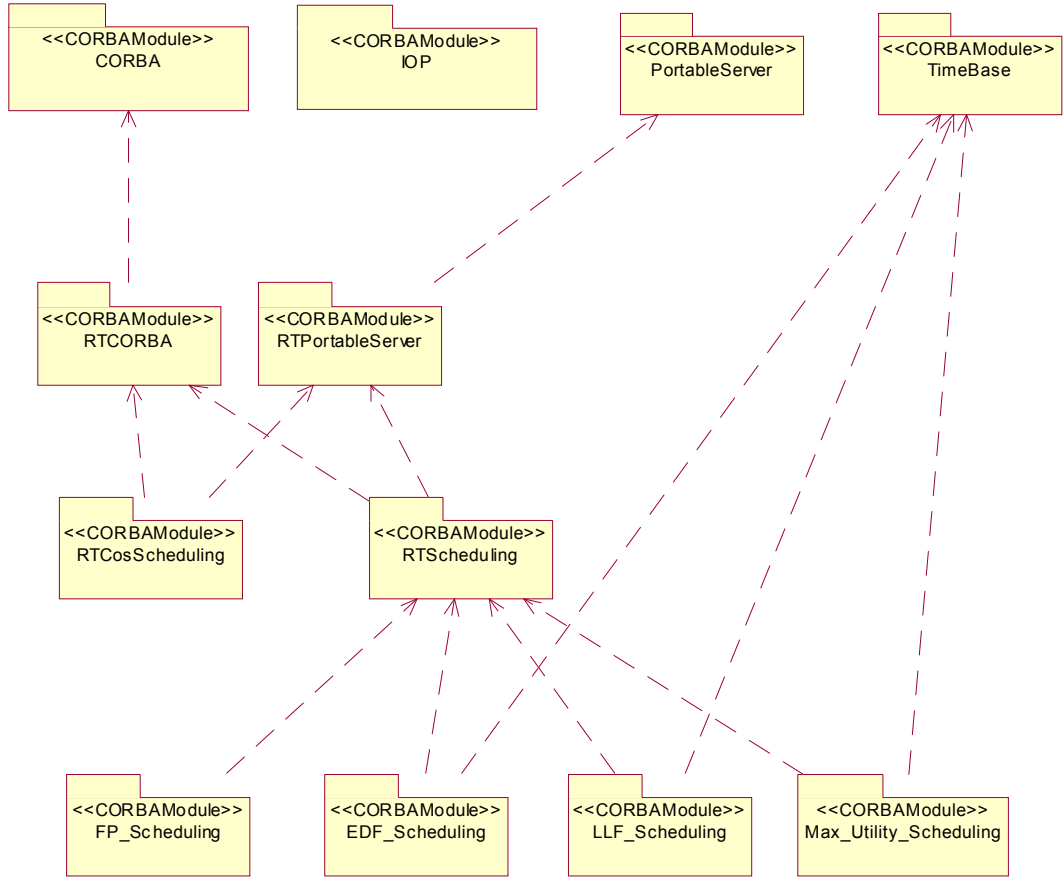 <<CORBAModule>>
CORBA
<<CORBAModule>>
IOP
<<CORBAModule>>
PortableServer
<<CORBAModule>>
TimeBase
<<CORBAModule>>
RTCORBA
<<CORBAModule>>
RTPortableServer
<<CORBAModule>>
RTCosScheduling
<<CORBAModule>>
RTScheduling
<<CORBAModule>>
FP_Scheduling
<<CORBAModule>>
EDF_Scheduling
<<CORBAModule>>
LLF_Scheduling
<<CORBAModule>>
Max_Utility_Scheduling